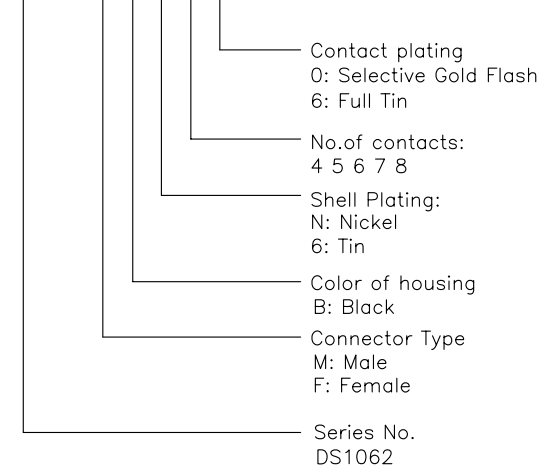 Contact plating
0: Selective Gold Flash
6: Full Tin
No.of contacts:
4 5 6 7 8
Shell Plating:
N: Nickel
6: Tin
Color of housing
B: Black
Connector Type
M: Male
F: Female
Series No.
DS1062